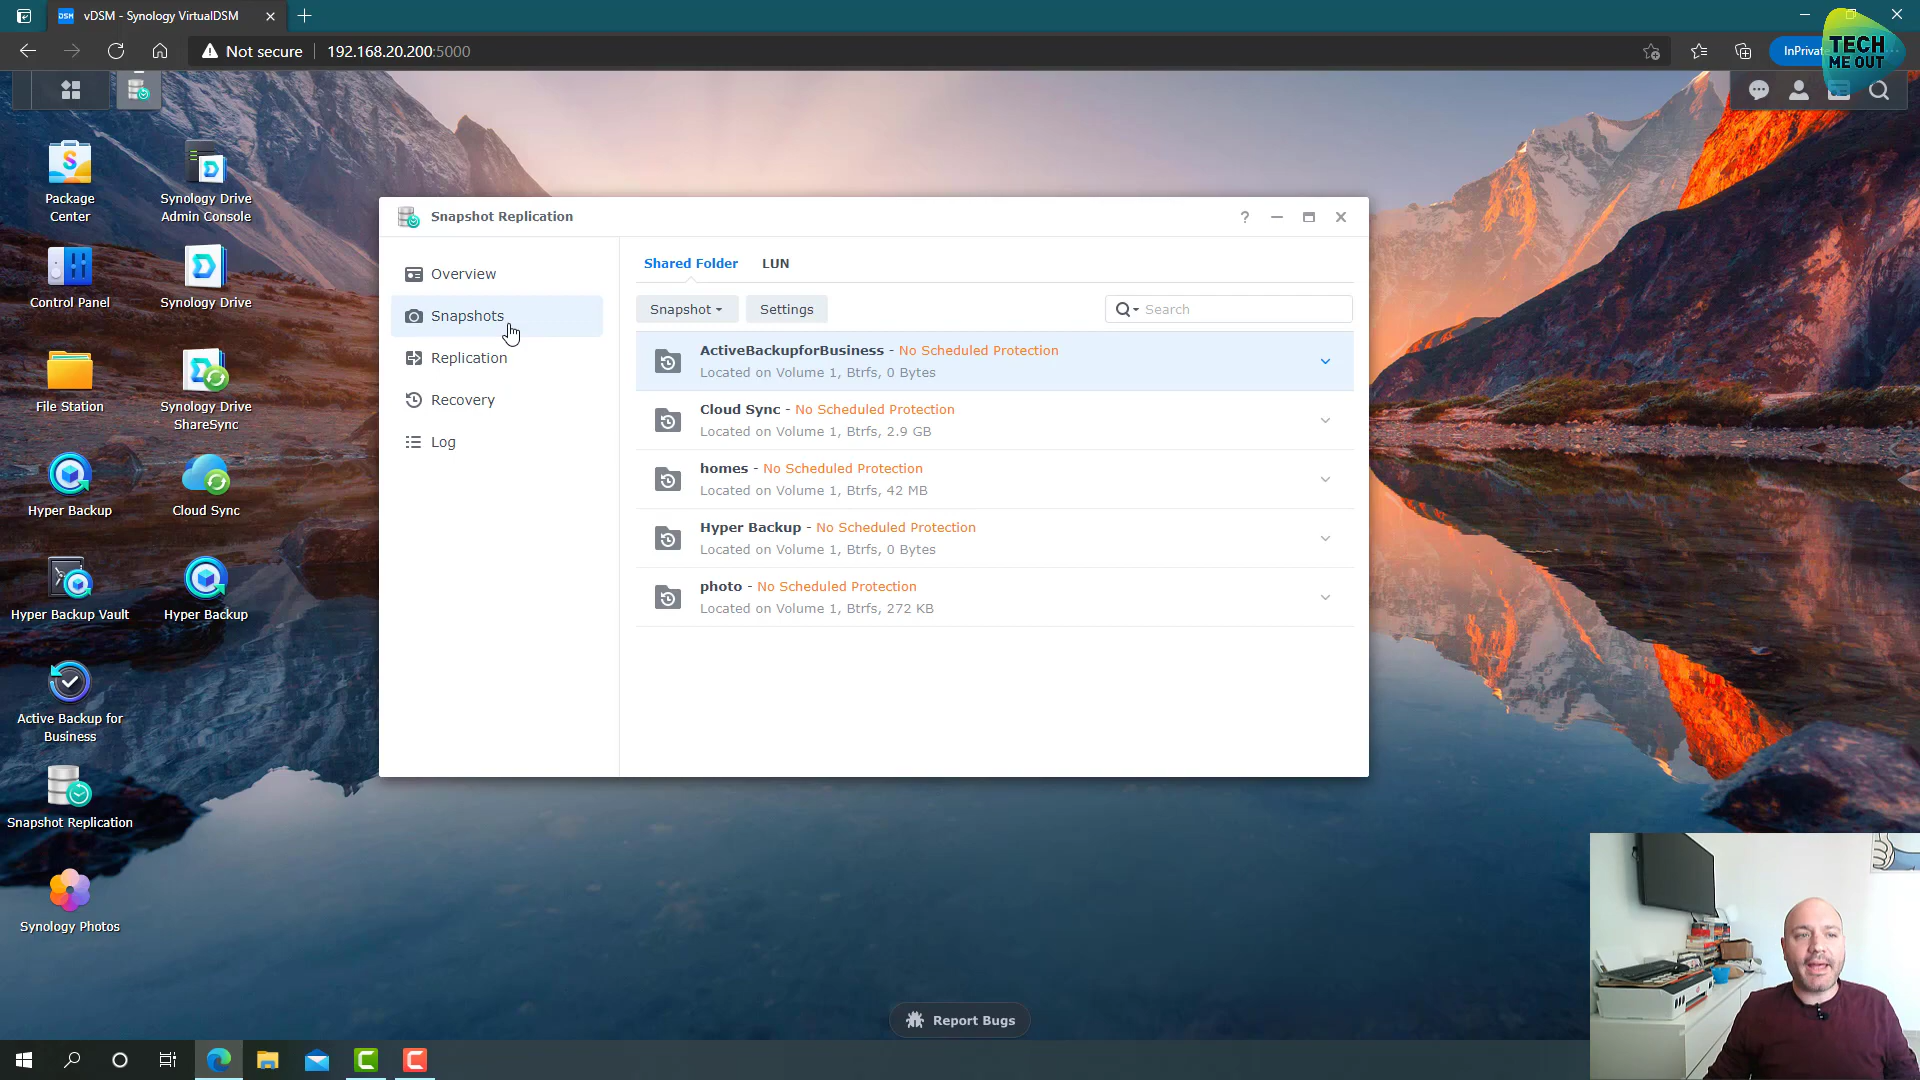 vDSM - Synology VirtualDSM
Not secure
192.168.20.200:5000
InPrivate
TECH
ME OUT
Package
Center
Synology Drive
Admin Console
Control Panel
Synology Drive
File Station
Synology Drive
ShareSync
Hyper Backup
Cloud Sync
Hyper Backup Vault
Hyper Backup
Active Backup for
Business
Snapshot Replication
Synology Photos
Snapshot Replication
Overview
Snapshots
Replication
Recovery
Log
Shared Folder
LUN
Snapshot
Settings
Search
ActiveBackupforBusiness - No Scheduled Protection
Located on Volume 1, Btrfs, 0 Bytes
Cloud Sync - No Scheduled Protection
Located on Volume 1, Btrfs, 2.9 GB
homes - No Scheduled Protection
Located on Volume 1, Btrfs, 42 MB
Hyper Backup - No Scheduled Protection
Located on Volume 1, Btrfs, 0 Bytes
photo - No Scheduled Protection
Located on Volume 1, Btrfs, 272 KB
Report Bugs